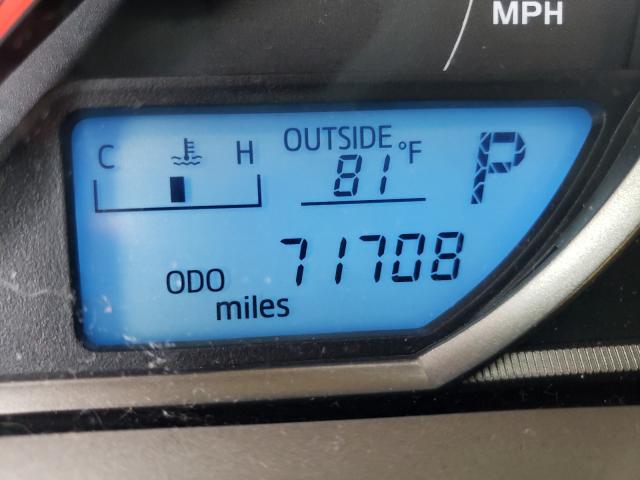 MPH
C H OUTSIDE
81 °F P
71708
ODO
miles